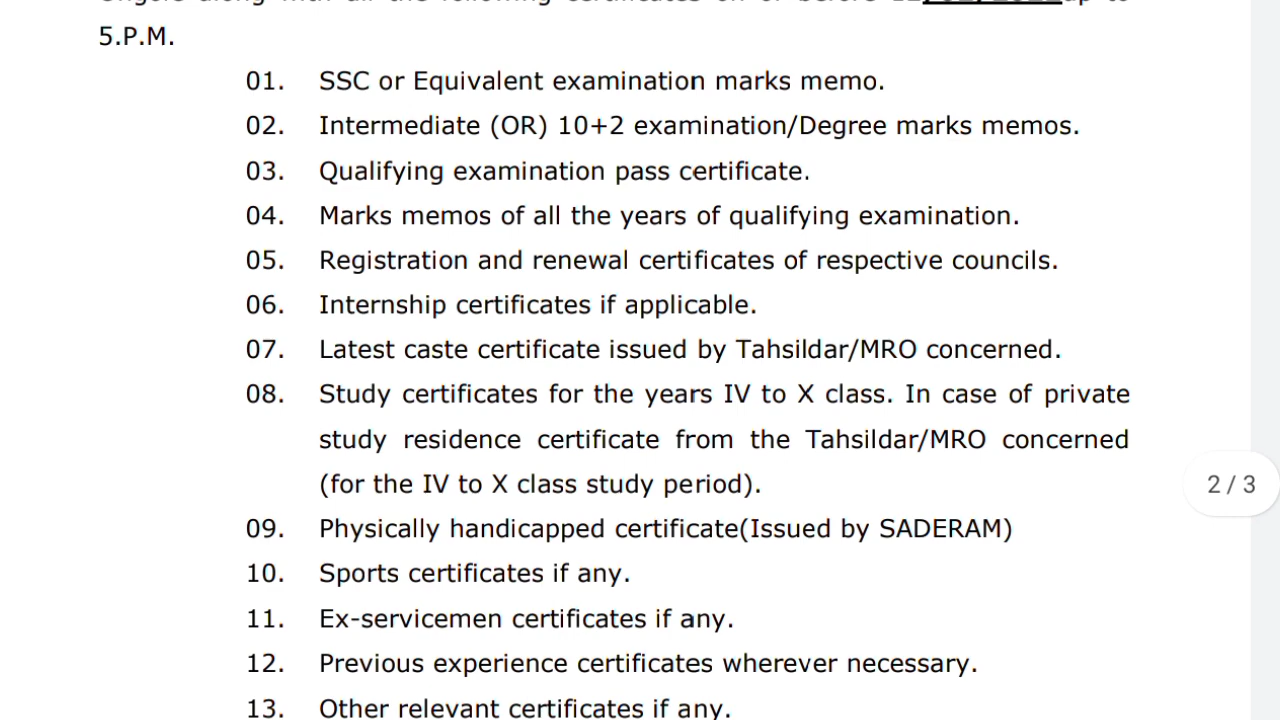 5.P.M.
01. SSC or Equivalent examination marks memo.
02. Intermediate (OR) 10+2 examination/Degree marks memos.
03. Qualifying examination pass certificate.
04. Marks memos of all the years of qualifying examination.
05. Registration and renewal certificates of respective councils.
06. Internship certificates if applicable.
07. Latest caste certificate issued by Tahsildar/MRO concerned.
08. Study certificates for the years IV to X class. In case of private
study residence certificate from the Tahsildar/MRO concerned
(for the IV to X class study period).
2 / 3
09. Physically handicapped certificate(Issued by SADERAM)
10. Sports certificates if any.
11. Ex-servicemen certificates if any.
12. Previous experience certificates wherever necessary.
13. Other relevant certificates if any.